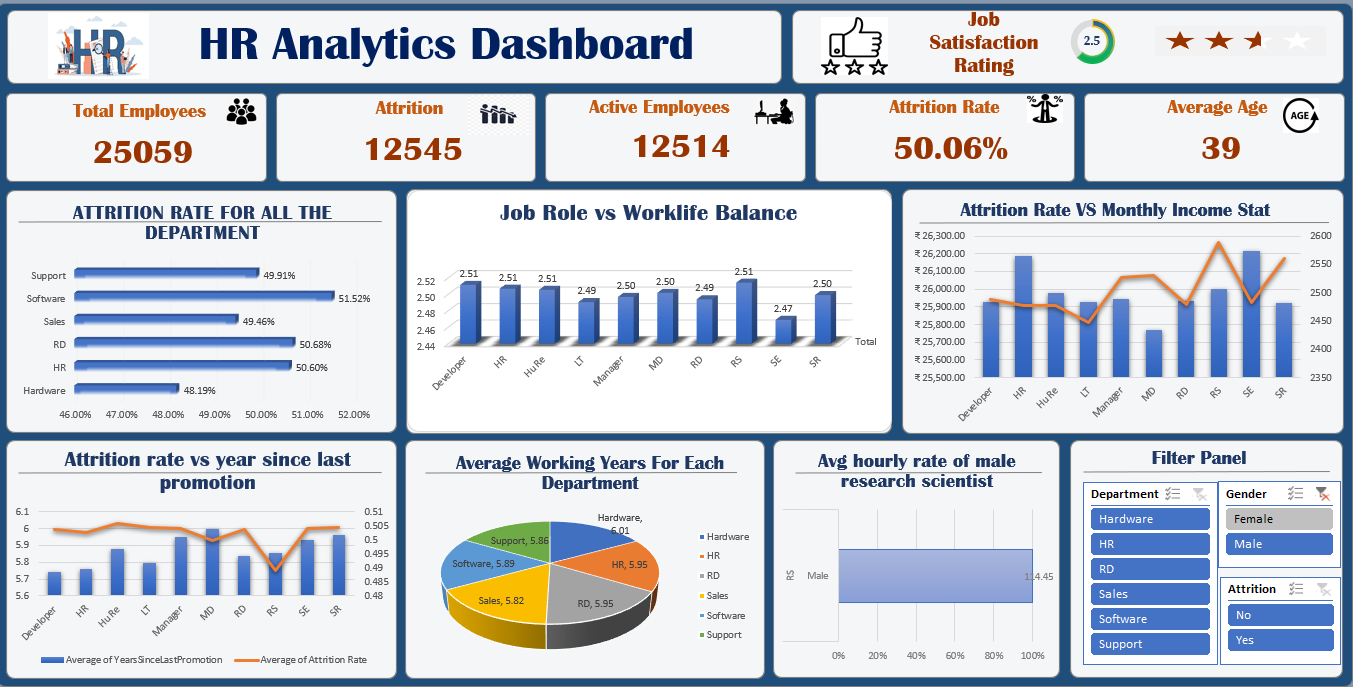 HR
HR Analytics Dashboard
Job
Satisfaction
Rating
2.5
Total Employees
25059
Attrition
12545
Active Employees
12514
Attrition Rate
% %
50.06%
Average Age
AGE
39
ATTRITION RATE FOR ALL THE
DEPARTMENT
Support 49.91%
Software 51.52%
Sales 49.46%
RD 50.68%
HR 50.60%
Hardware 48.19%
46.00% 47.00% 48.00% 49.00% 50.00% 51.00% 52.00%
Job Role vs Worklife Balance
2.52
2.50
2.48
2.46
2.44
2.51 2.51 2.51 2.49 2.50 2.50 2.49 2.51 2.47 2.50
Total
Developer HR HuRe LT Manager MD RD RS SE SR
Attrition Rate VS Monthly Income Stat
₹ 26,300.00 2600
₹ 26,200.00
₹ 26,100.00 2550
₹ 26,000.00
₹ 25,900.00 2500
₹ 25,800.00 2450
₹ 25,700.00
₹ 25,600.00 2400
₹ 25,500.00 2350
Developer HR HuRe LT Manager MD RD RS SE SR
Attrition rate vs year since last
promotion
6.1 0.51
6 0.505
5.9 0.5
0.495
5.8 0.49
5.7 0.485
5.6 0.48
Developer HR HuRe LT Manager MD RD RS SE SR
Average of YearsSinceLastPromotion Average of Attrition Rate
Average Working Years For Each
Department
Hardware,
6.01
HR, 5.95
RD, 5.95
Sales, 5.82
Software, 5.89
Support, 5.86
Hardware
HR
RD
Sales
Software
Support
Avg hourly rate of male
research scientist
RS
Male
114.45
0% 20% 40% 60% 80% 100%
Filter Panel
Department
Hardware
HR
RD
Sales
Software
Support
Gender
Female
Male
Attrition
No
Yes